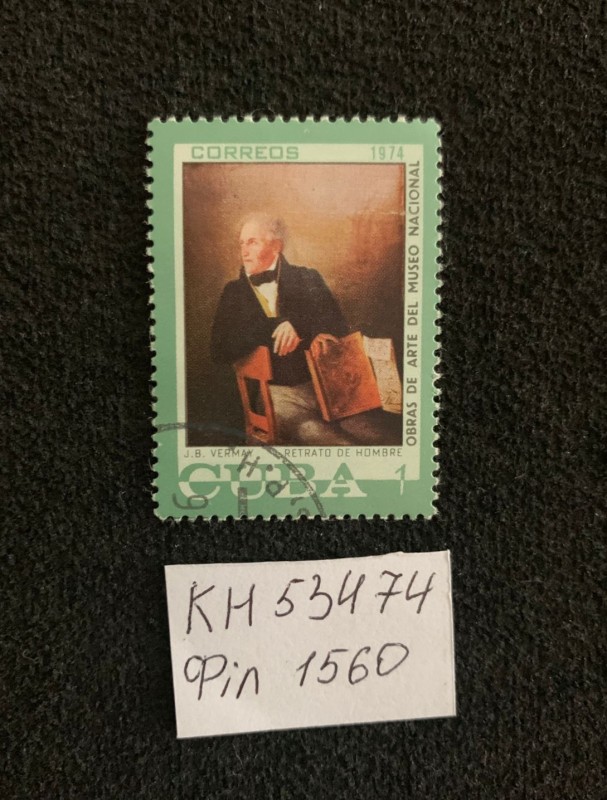 CORREOS 1974
OBRAS DE ARTE DEL MUSEO NACIONAL
J.B. VERMAY RETRATO DE HOMBRE
CUBA 1
КН 53474
Філ 1560